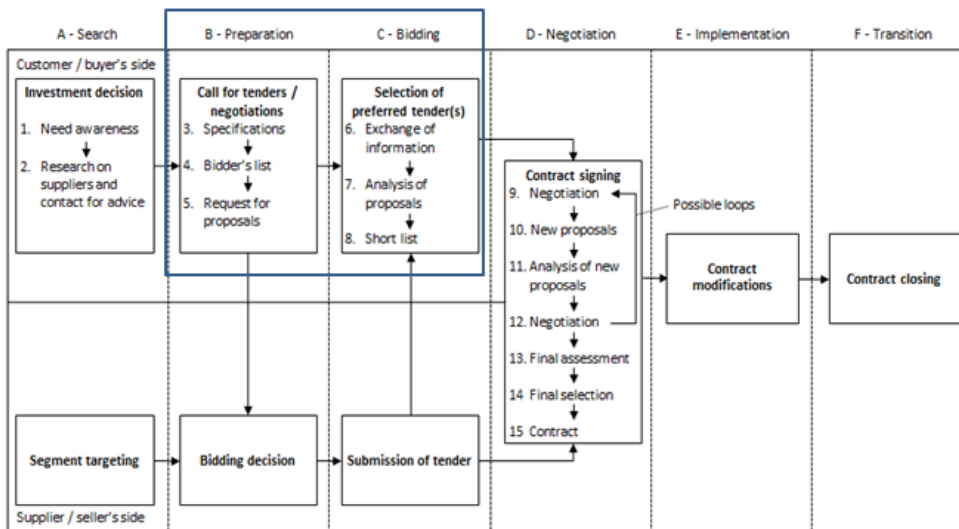 A - Search
B - Preparation
C - Bidding
D - Negotiation
E - Implementation
F - Transition
Customer / buyer's side
Investment decision
1. Need awareness
2. Research on
suppliers and
contact for advice
Call for tenders /
negotiations
3. Specifications
4. Bidder's list
5. Request for
proposals
Selection of
preferred tender(s)
6. Exchange of
information
7. Analysis of
proposals
8. Short list
Contract signing
9. Negotiation
10. New proposals
11. Analysis of new
proposals
12. Negotiation
13. Final assessment
14 Final selection
15 Contract
Possible loops
Contract
modifications
Contract closing
Segment targeting
Bidding decision
Submission of tender
Supplier / seller's side